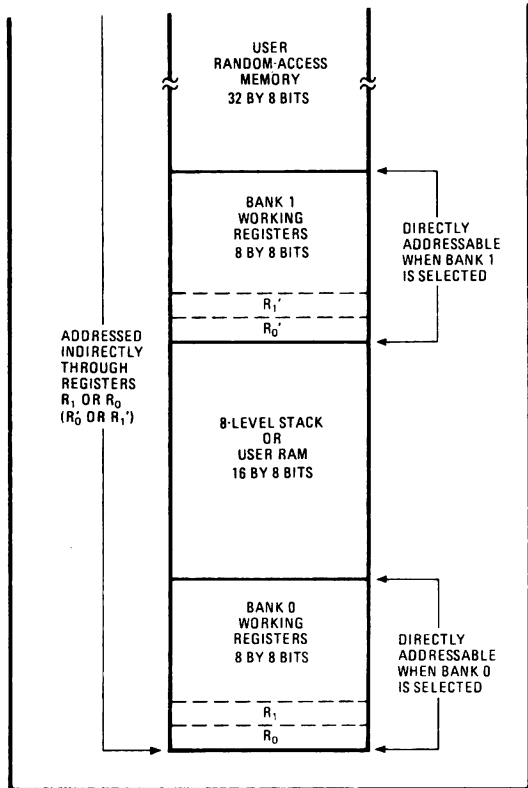 USER
RANDOM-ACCESS
MEMORY
32 BY 8 BITS
BANK 1
WORKING
REGISTERS
8 BY 8 BITS
DIRECTLY
ADDRESSABLE
WHEN BANK 1
IS SELECTED
R₁'
R₀'
ADDRESSED
INDIRECTLY
THROUGH
REGISTERS
R₁ OR R₀
(R₀' OR R₁')
8-LEVEL STACK
OR
USER RAM
16 BY 8 BITS
BANK 0
WORKING
REGISTERS
8 BY 8 BITS
DIRECTLY
ADDRESSABLE
WHEN BANK 0
IS SELECTED
R₁
R₀